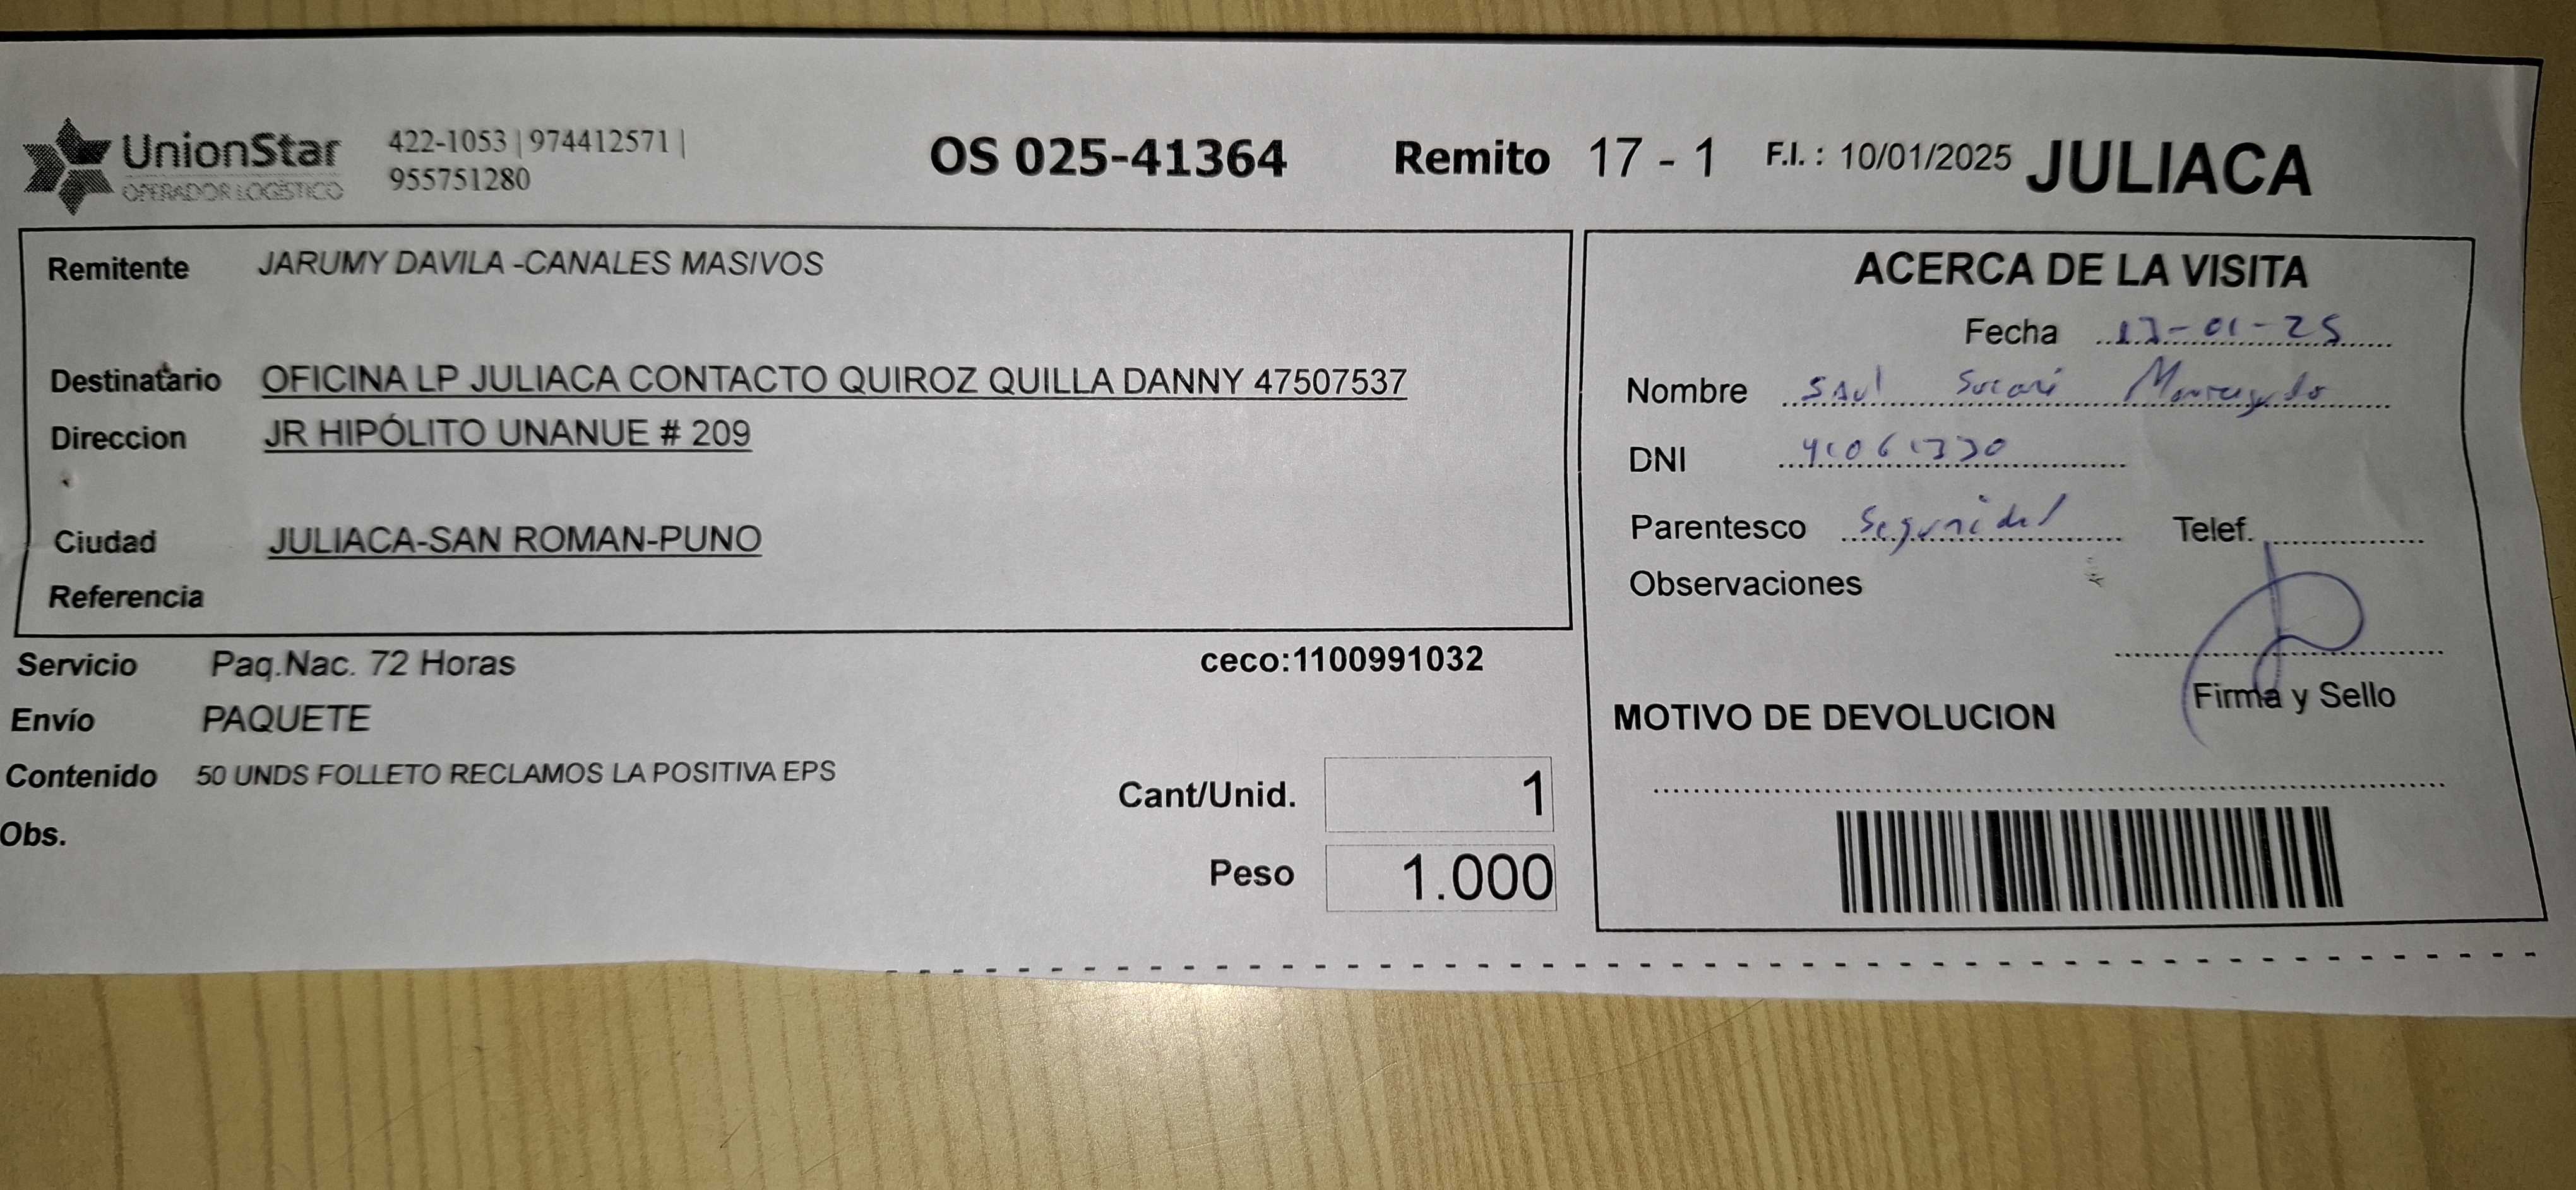 UnionStar
OPERADOR LOGÍSTICO
422-1053 | 974412571 |
955751280
OS 025-41364
Remito 17 - 1
F.I. : 10/01/2025
JULIACA
Remitente JARUMY DAVILA -CANALES MASIVOS
Destinatario OFICINA LP JULIACA CONTACTO QUIROZ QUILLA DANNY 47507537
Direccion JR HIPÓLITO UNANUE # 209
Ciudad JULIACA-SAN ROMAN-PUNO
Referencia
Servicio Paq.Nac. 72 Horas
ceco:1100991032
Envío PAQUETE
Contenido 50 UNDS FOLLETO RECLAMOS LA POSITIVA EPS
Obs.
Cant/Unid. 1
Peso 1.000
ACERCA DE LA VISITA
Fecha
Nombre Saul
DNI
Parentesco Seguridad Telef.
Observaciones
Firma y Sello
MOTIVO DE DEVOLUCION